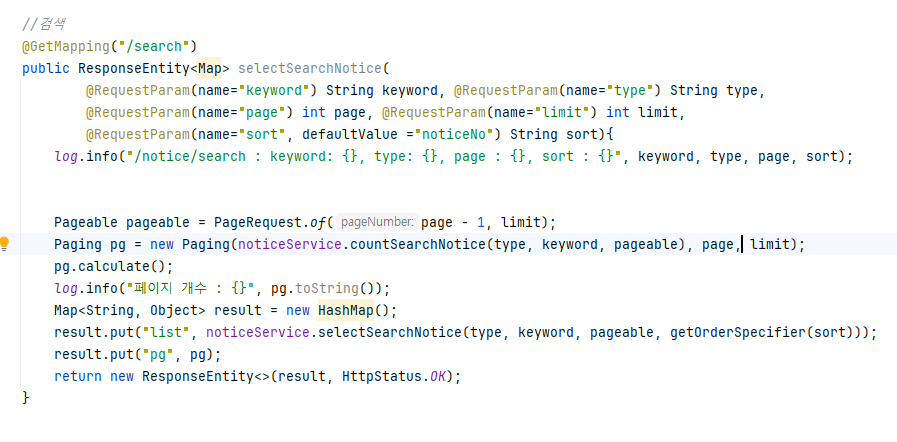 //검색
@GetMapping("/search")
public ResponseEntity<Map> selectSearchNotice(
        @RequestParam(name="keyword") String keyword, @RequestParam(name="type") String type,
        @RequestParam(name="page") int page, @RequestParam(name="limit") int limit,
        @RequestParam(name="sort", defaultValue ="noticeNo") String sort){
    log.info("/notice/search : keyword: {}, type: {}, page : {}, sort : {}", keyword, type, page, sort);
    Pageable pageable = PageRequest.of( pageNumber: page - 1, limit);
    Paging pg = new Paging(noticeService.countSearchNotice(type, keyword, pageable), page, limit);
    pg.calculate();
    log.info("페이지 개수 : {}", pg.toString());
    Map<String, Object> result = new HashMap();
    result.put("list", noticeService.selectSearchNotice(type, keyword, pageable, getOrderSpecifier(sort)));
    result.put("pg", pg);
    return new ResponseEntity<>(result, HttpStatus.OK);
}